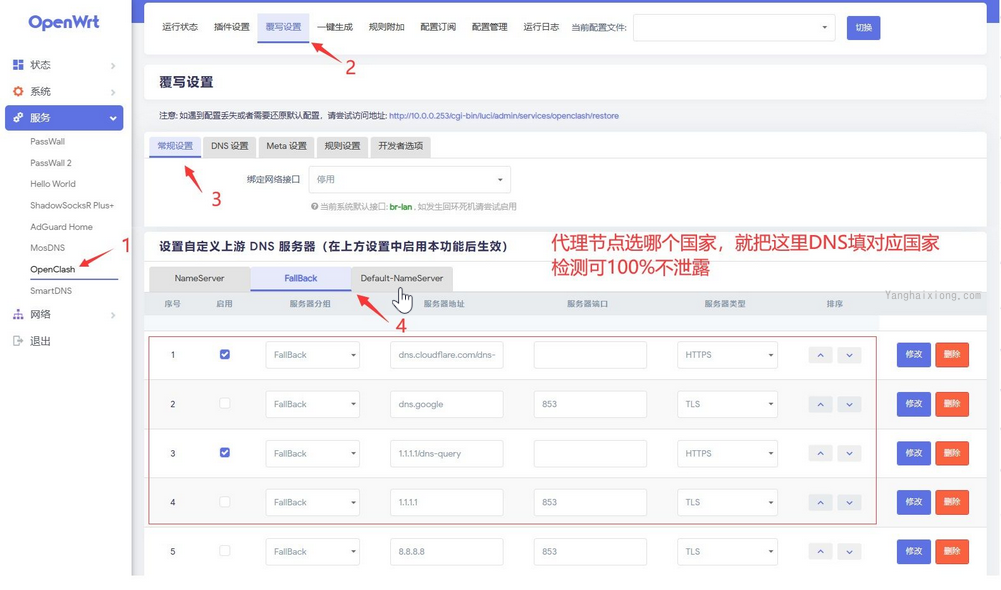 OpenWrt
状态
系统
服务
PassWall
PassWall 2
Hello World
ShadowSocksR Plus+
AdGuard Home
MosDNS
OpenClash
SmartDNS
网络
退出
1
运行状态 插件设置 覆写设置 一键生成 规则附加 配置订阅 配置管理 运行日志 当前配置文件: 切换
2
覆写设置
注意: 如遇到配置丢失或者需要还原默认配置，请尝试访问地址: http://10.0.0.253/cgi-bin/luci/admin/services/openclash/restore
常规设置 DNS 设置 Meta 设置 规则设置 开发者选项
3
绑定网络接口 停用
当前系统默认接口: br-lan , 如发生回环死机请尝试启用
设置自定义上游 DNS 服务器（在上方设置中启用本功能后生效）
代理节点选哪个国家，就把这里DNS填对应国家
检测可100%不泄露
NameServer FallBack Default-NameServer
Yanghaixiong.com
序号 启用 服务器分组 服务器地址 服务器端口 服务器类型 排序
4
1 FallBack dns.cloudflare.com/dns- HTTPS 修改 删除
2 FallBack dns.google 853 TLS 修改 删除
3 FallBack 1.1.1.1/dns-query HTTPS 修改 删除
4 FallBack 1.1.1.1 853 TLS 修改 删除
5 FallBack 8.8.8.8 853 TLS 修改 删除